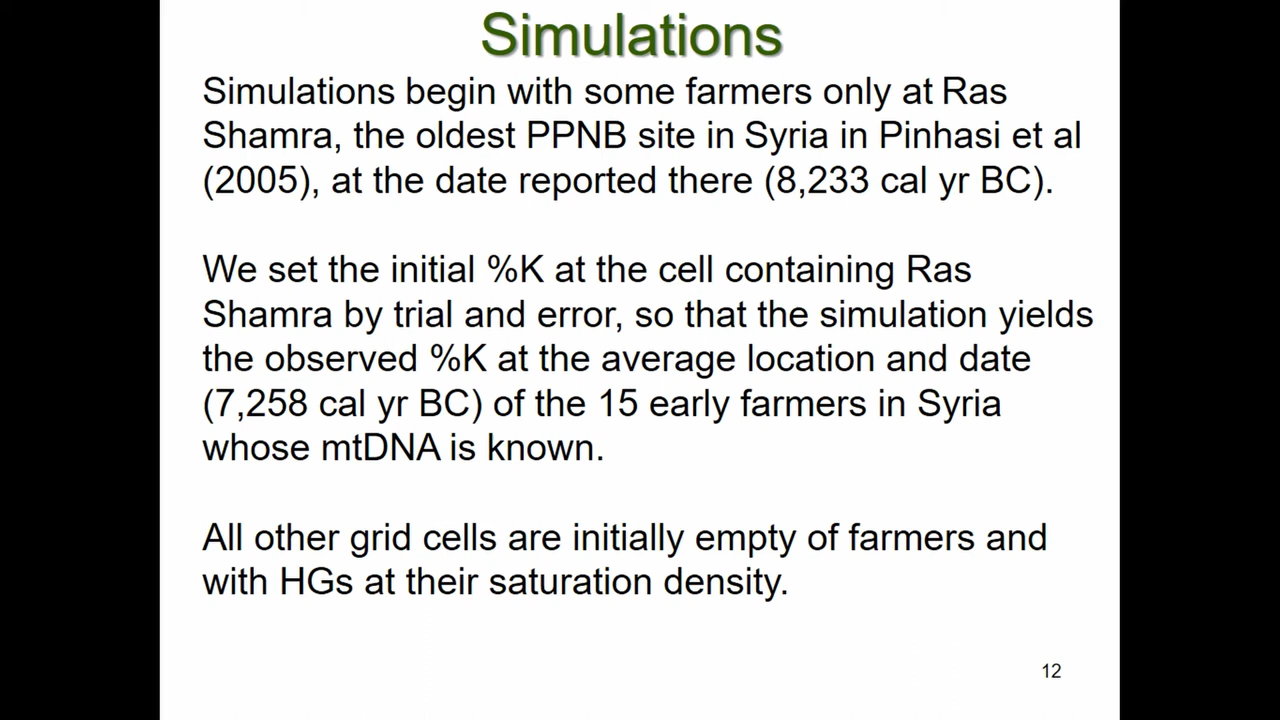 Simulations
Simulations begin with some farmers only at Ras
Shamra, the oldest PPNB site in Syria in Pinhasi et al
(2005), at the date reported there (8,233 cal yr BC).
We set the initial %K at the cell containing Ras
Shamra by trial and error, so that the simulation yields
the observed %K at the average location and date
(7,258 cal yr BC) of the 15 early farmers in Syria
whose mtDNA is known.
All other grid cells are initially empty of farmers and
with HGs at their saturation density.
12